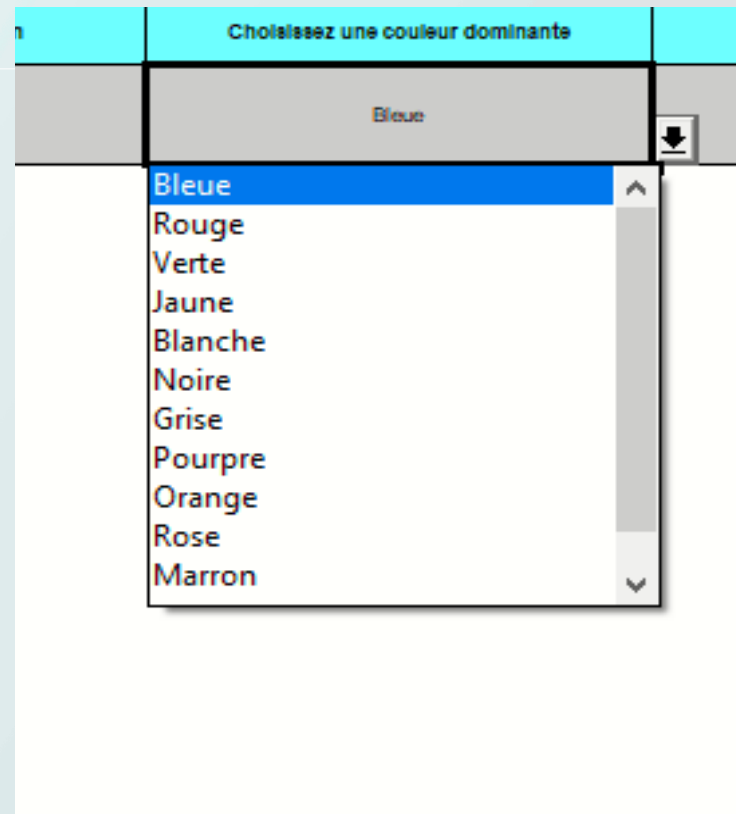 n
Choisissez une couleur dominante
Bleue
Bleue
Rouge
Verte
Jaune
Blanche
Noire
Grise
Pourpre
Orange
Rose
Marron